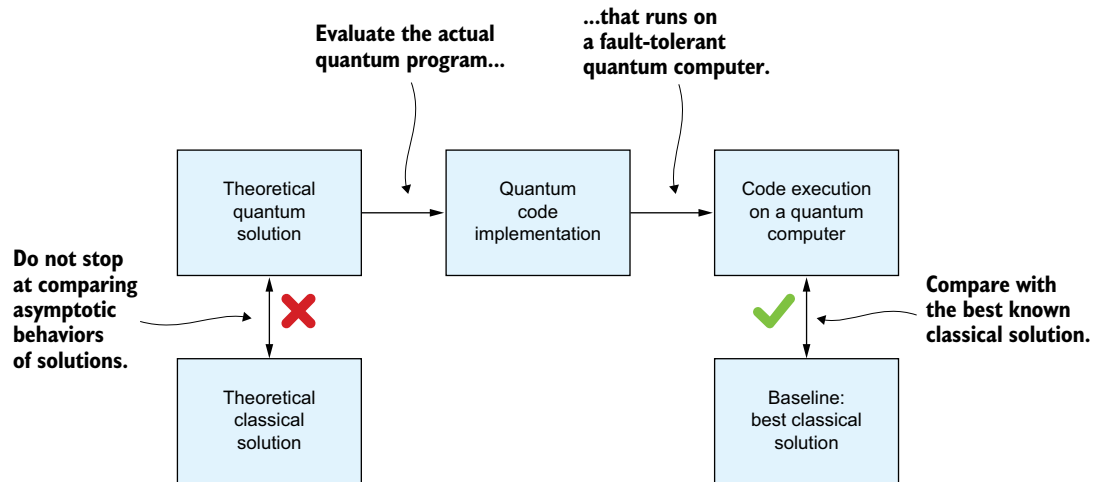 Evaluate the actual
quantum program...
...that runs on
a fault-tolerant
quantum computer.
Theoretical
quantum
solution
Quantum
code
implementation
Code execution
on a quantum
computer
Do not stop
at comparing
asymptotic
behaviors
of solutions.
Compare with
the best known
classical solution.
Theoretical
classical
solution
Baseline:
best classical
solution